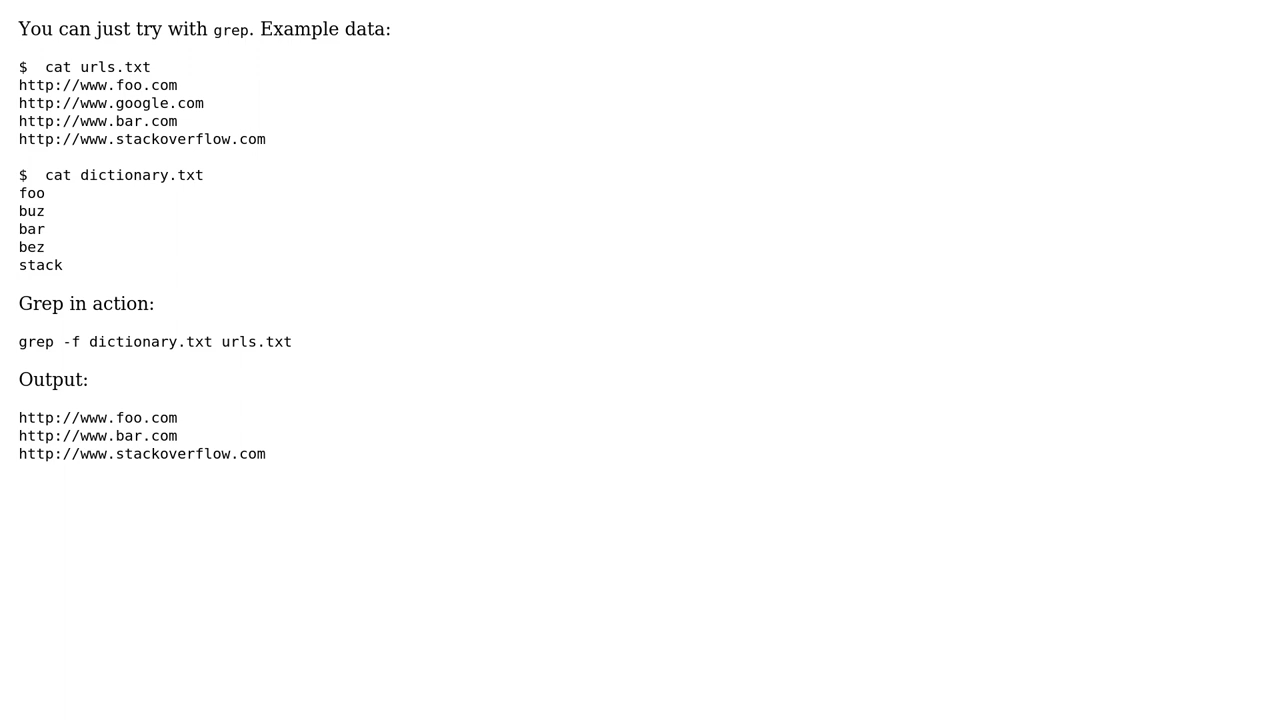 You can just try with grep. Example data:
$  cat urls.txt
http://www.foo.com
http://www.google.com
http://www.bar.com
http://www.stackoverflow.com
$  cat dictionary.txt
foo
buz
bar
bez
stack
Grep in action:
grep -f dictionary.txt urls.txt
Output:
http://www.foo.com
http://www.bar.com
http://www.stackoverflow.com